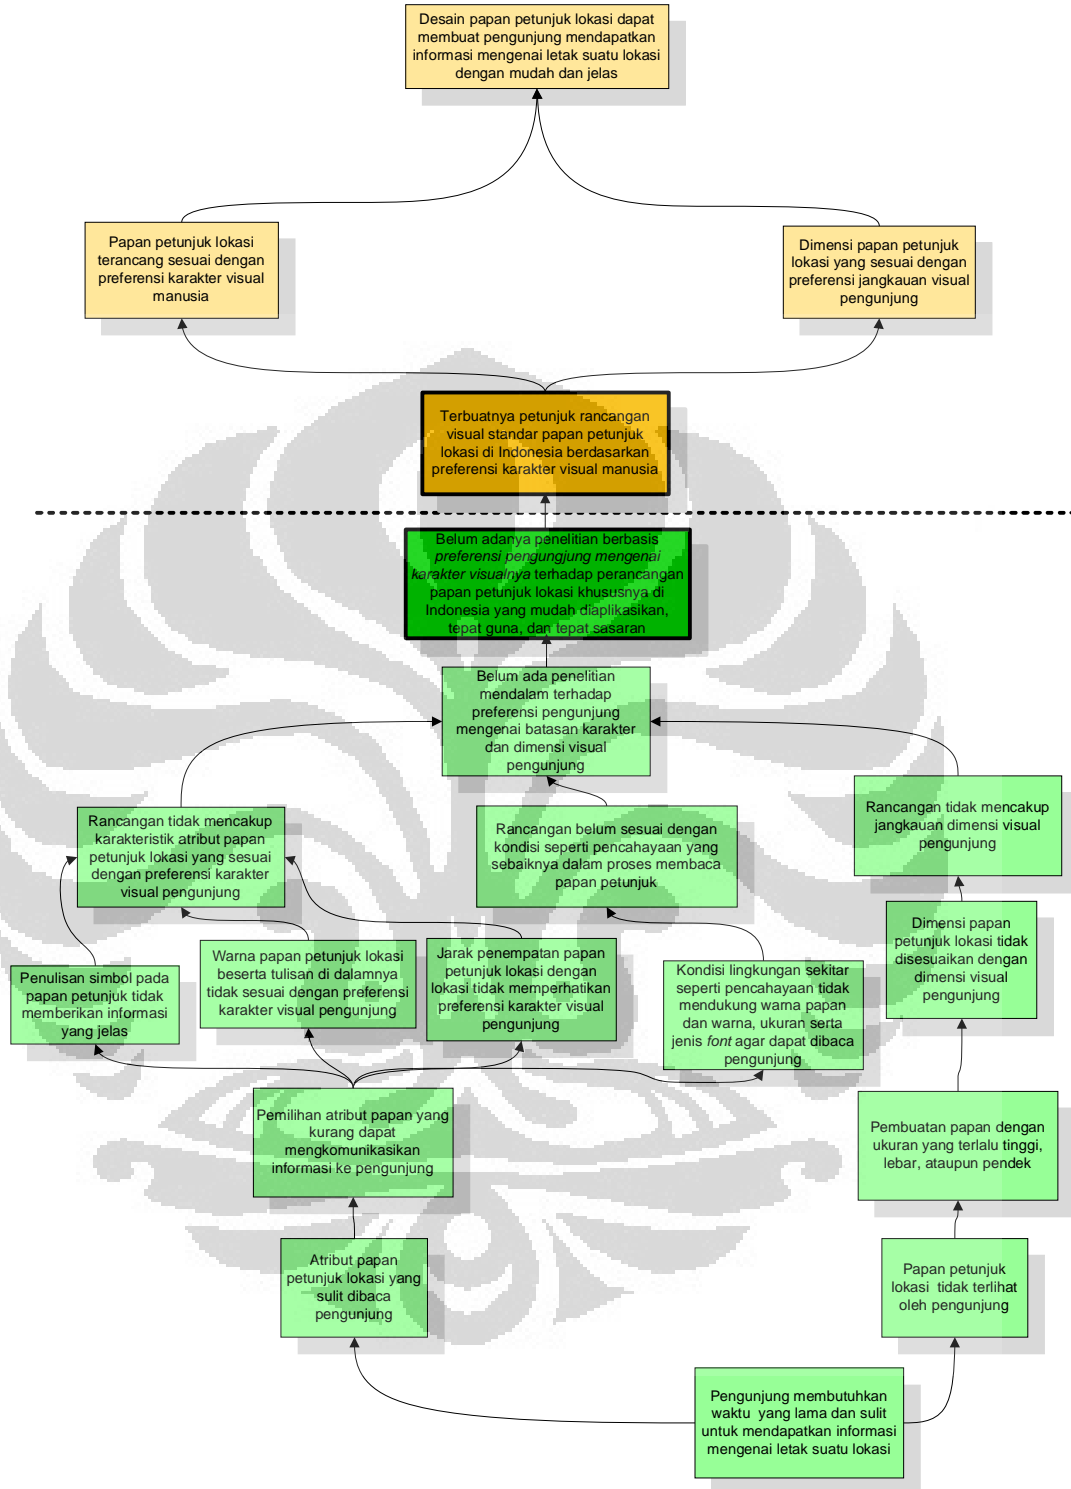 Desain papan petunjuk lokasi dapat
membuat pengunjung mendapatkan
informasi mengenai letak suatu lokasi
dengan mudah dan jelas
Papan petunjuk lokasi
terancang sesuai dengan
preferensi karakter visual
manusia
Dimensi papan petunjuk
lokasi yang sesuai dengan
preferensi jangkauan visual
pengunjung
Terbuatnya petunjuk rancangan
visual standar papan petunjuk
lokasi di Indonesia berdasarkan
preferensi karakter visual manusia
Belum adanya penelitian berbasis
preferensi pengungjung mengenai
karakter visualnya terhadap perancangan
papan petunjuk lokasi khususnya di
Indonesia yang mudah diaplikasikan,
tepat guna, dan tepat sasaran
Belum ada penelitian
mendalam terhadap
preferensi pengunjung
mengenai batasan karakter
dan dimensi visual
pengunjung
Rancangan tidak mencakup
karakteristik atribut papan
petunjuk lokasi yang sesuai
dengan preferensi karakter
visual pengunjung
Rancangan belum sesuai dengan
kondisi seperti pencahayaan yang
sebaiknya dalam proses membaca
papan petunjuk
Rancangan tidak mencakup
jangkauan dimensi visual
pengunjung
Penulisan simbol pada
papan petunjuk tidak
memberikan informasi
yang jelas
Warna papan petunjuk lokasi
beserta tulisan di dalamnya
tidak sesuai dengan preferensi
karakter visual pengunjung
Jarak penempatan papan
petunjuk lokasi dengan
lokasi tidak memperhatikan
preferensi karakter visual
pengunjung
Kondisi lingkungan sekitar
seperti pencahayaan tidak
mendukung warna papan
dan warna, ukuran serta
jenis font agar dapat dibaca
pengunjung
Dimensi papan
petunjuk lokasi tidak
disesuaikan dengan
dimensi visual
pengunjung
Pemilihan atribut papan yang
kurang dapat
mengkomunikasikan
informasi ke pengunjung
Pembuatan papan dengan
ukuran yang terlalu tinggi,
lebar, ataupun pendek
Atribut papan
petunjuk lokasi yang
sulit dibaca
pengunjung
Papan petunjuk
lokasi tidak terlihat
oleh pengunjung
Pengunjung membutuhkan
waktu yang lama dan sulit
untuk mendapatkan informasi
mengenai letak suatu lokasi